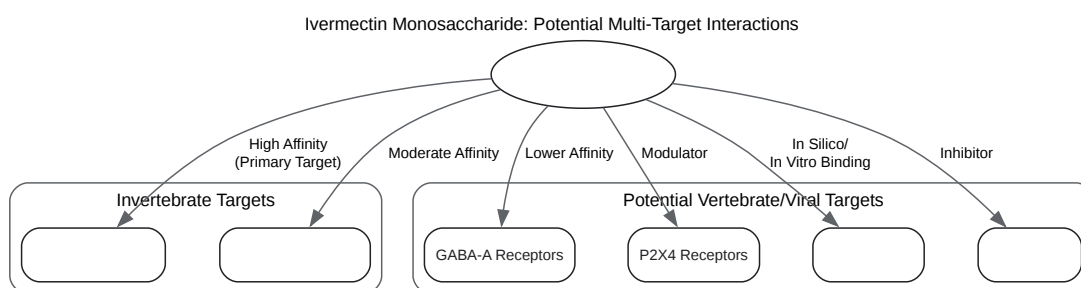 Ivermectin Monosaccharide: Potential Multi-Target Interactions
High Affinity
(Primary Target)
Moderate Affinity
Lower Affinity
Modulator
In Silico/
In Vitro Binding
Inhibitor
Invertebrate Targets
Potential Vertebrate/Viral Targets
GABA-A Receptors
P2X4 Receptors